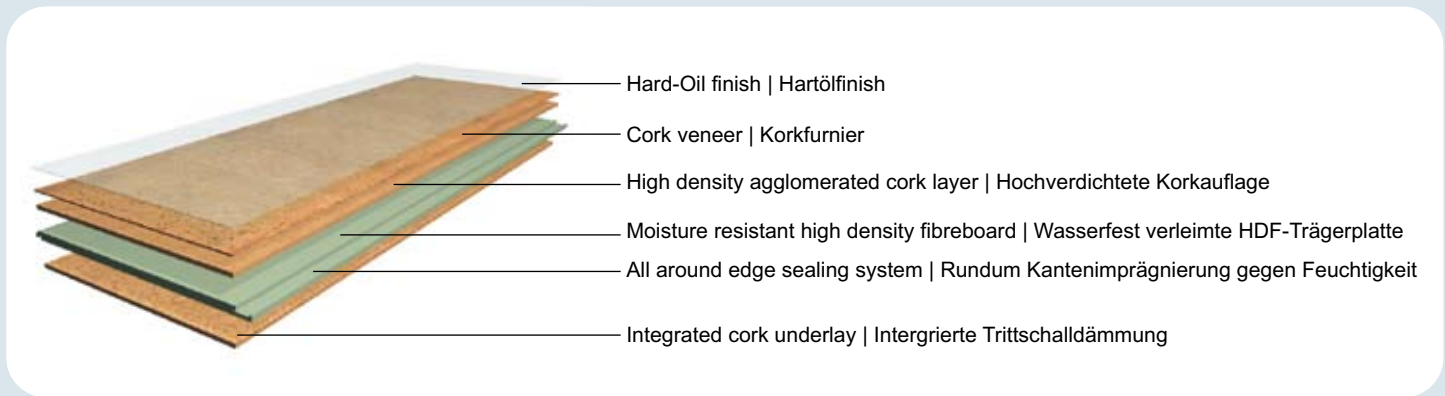 Hard-Oil finish | Hartölfinish
Cork veneer | Korkfurnier
High density agglomerated cork layer | Hochverdichtete Korkauflage
Moisture resistant high density fibreboard | Wasserfest verleimte HDF-Trägerplatte
All around edge sealing system | Rundum Kantenimprägnierung gegen Feuchtigkeit
Integrated cork underlay | Intergrierte Trittschalldämmung